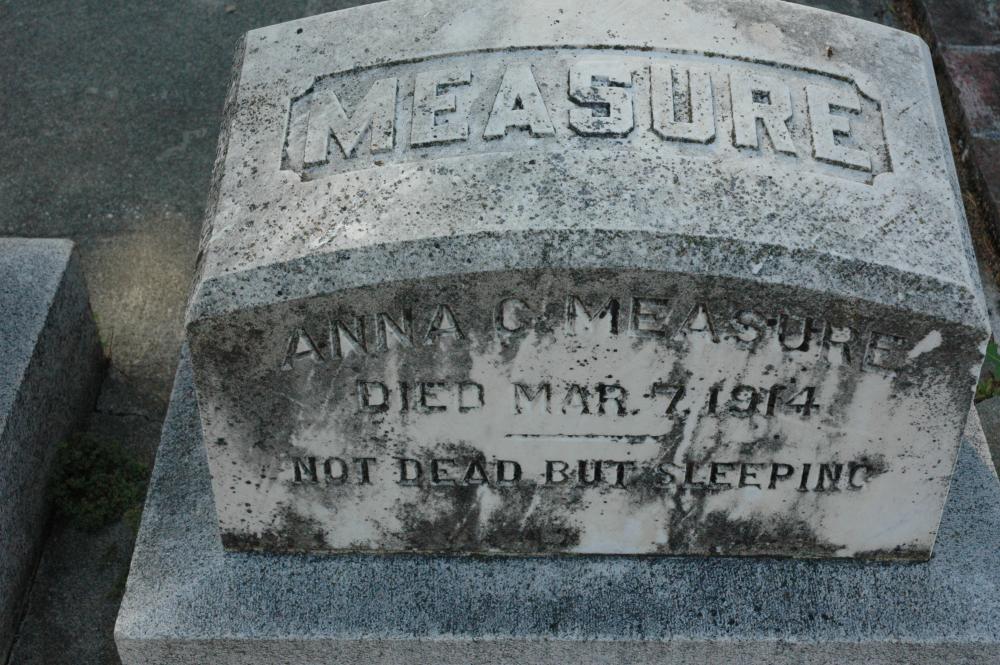 MEASURE
ANNA C. MEASURE
DIED MAR. 7, 1914
NOT DEAD BUT SLEEPING